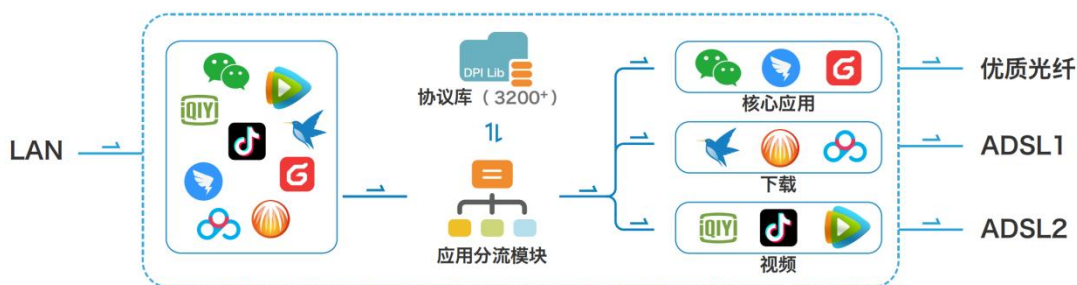 LAN
iQIYI
DPI Lib
协议库（3200+）
应用分流模块
核心应用
下载
iQIYI
视频
优质光纤
ADSL1
ADSL2